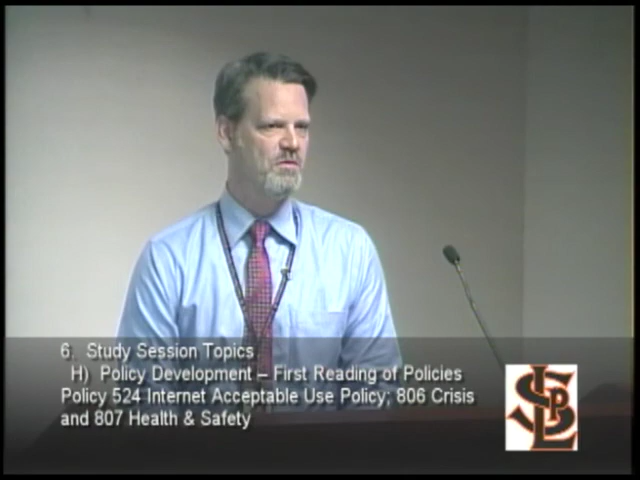 6. Study Session Topics
H) Policy Development – First Reading of Policies
Policy 524 Internet Acceptable Use Policy; 806 Crisis
and 807 Health & Safety
SLP